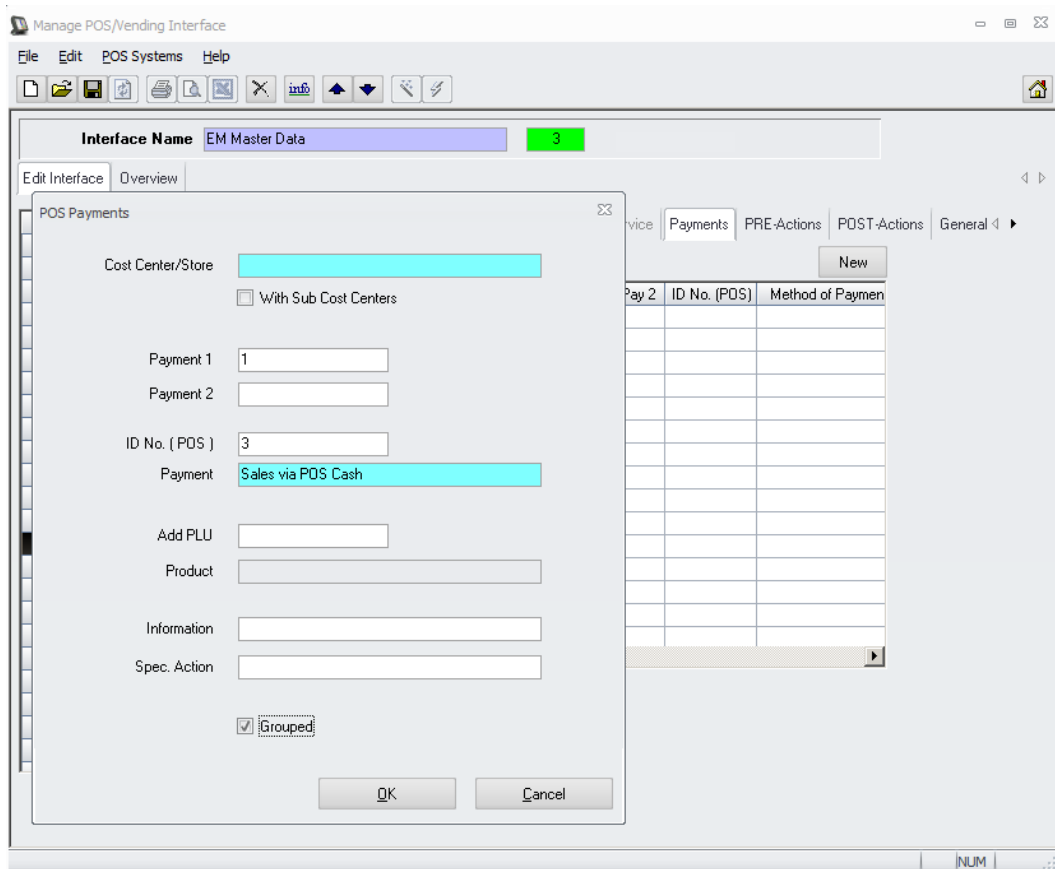 Manage POS/Vending Interface
File Edit POS Systems Help
info
Interface Name EM Master Data 3
Edit Interface Overview
POS Payments
vice Payments PRE-Actions POST-Actions General
New
Pay 2 ID No. (POS) Method of Paymen
Cost Center/Store
With Sub Cost Centers
Payment 1 1
Payment 2
ID No. ( POS ) 3
Payment Sales via POS Cash
Add PLU
Product
Information
Spec. Action
Grouped
OK Cancel
NUM